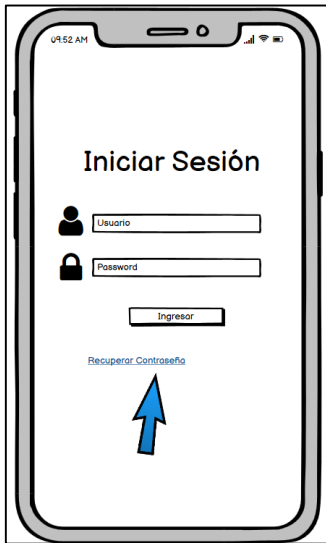 09:52 AM
Iniciar Sesión
Usuario
Password
Ingresar
Recuperar Contraseña